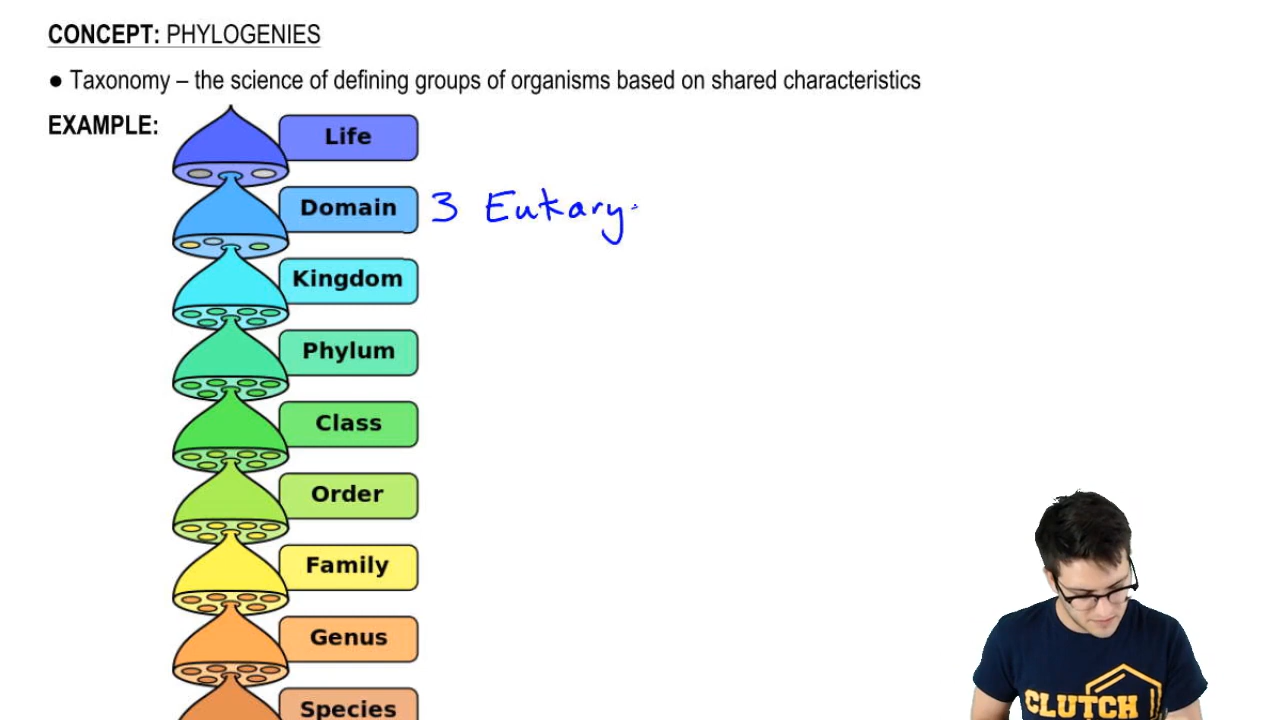 CONCEPT: PHYLOGENIES
● Taxonomy – the science of defining groups of organisms based on shared characteristics
EXAMPLE:
Life
Domain 3 Eukary
Kingdom
Phylum
Class
Order
Family
Genus
Species
CLUTCH